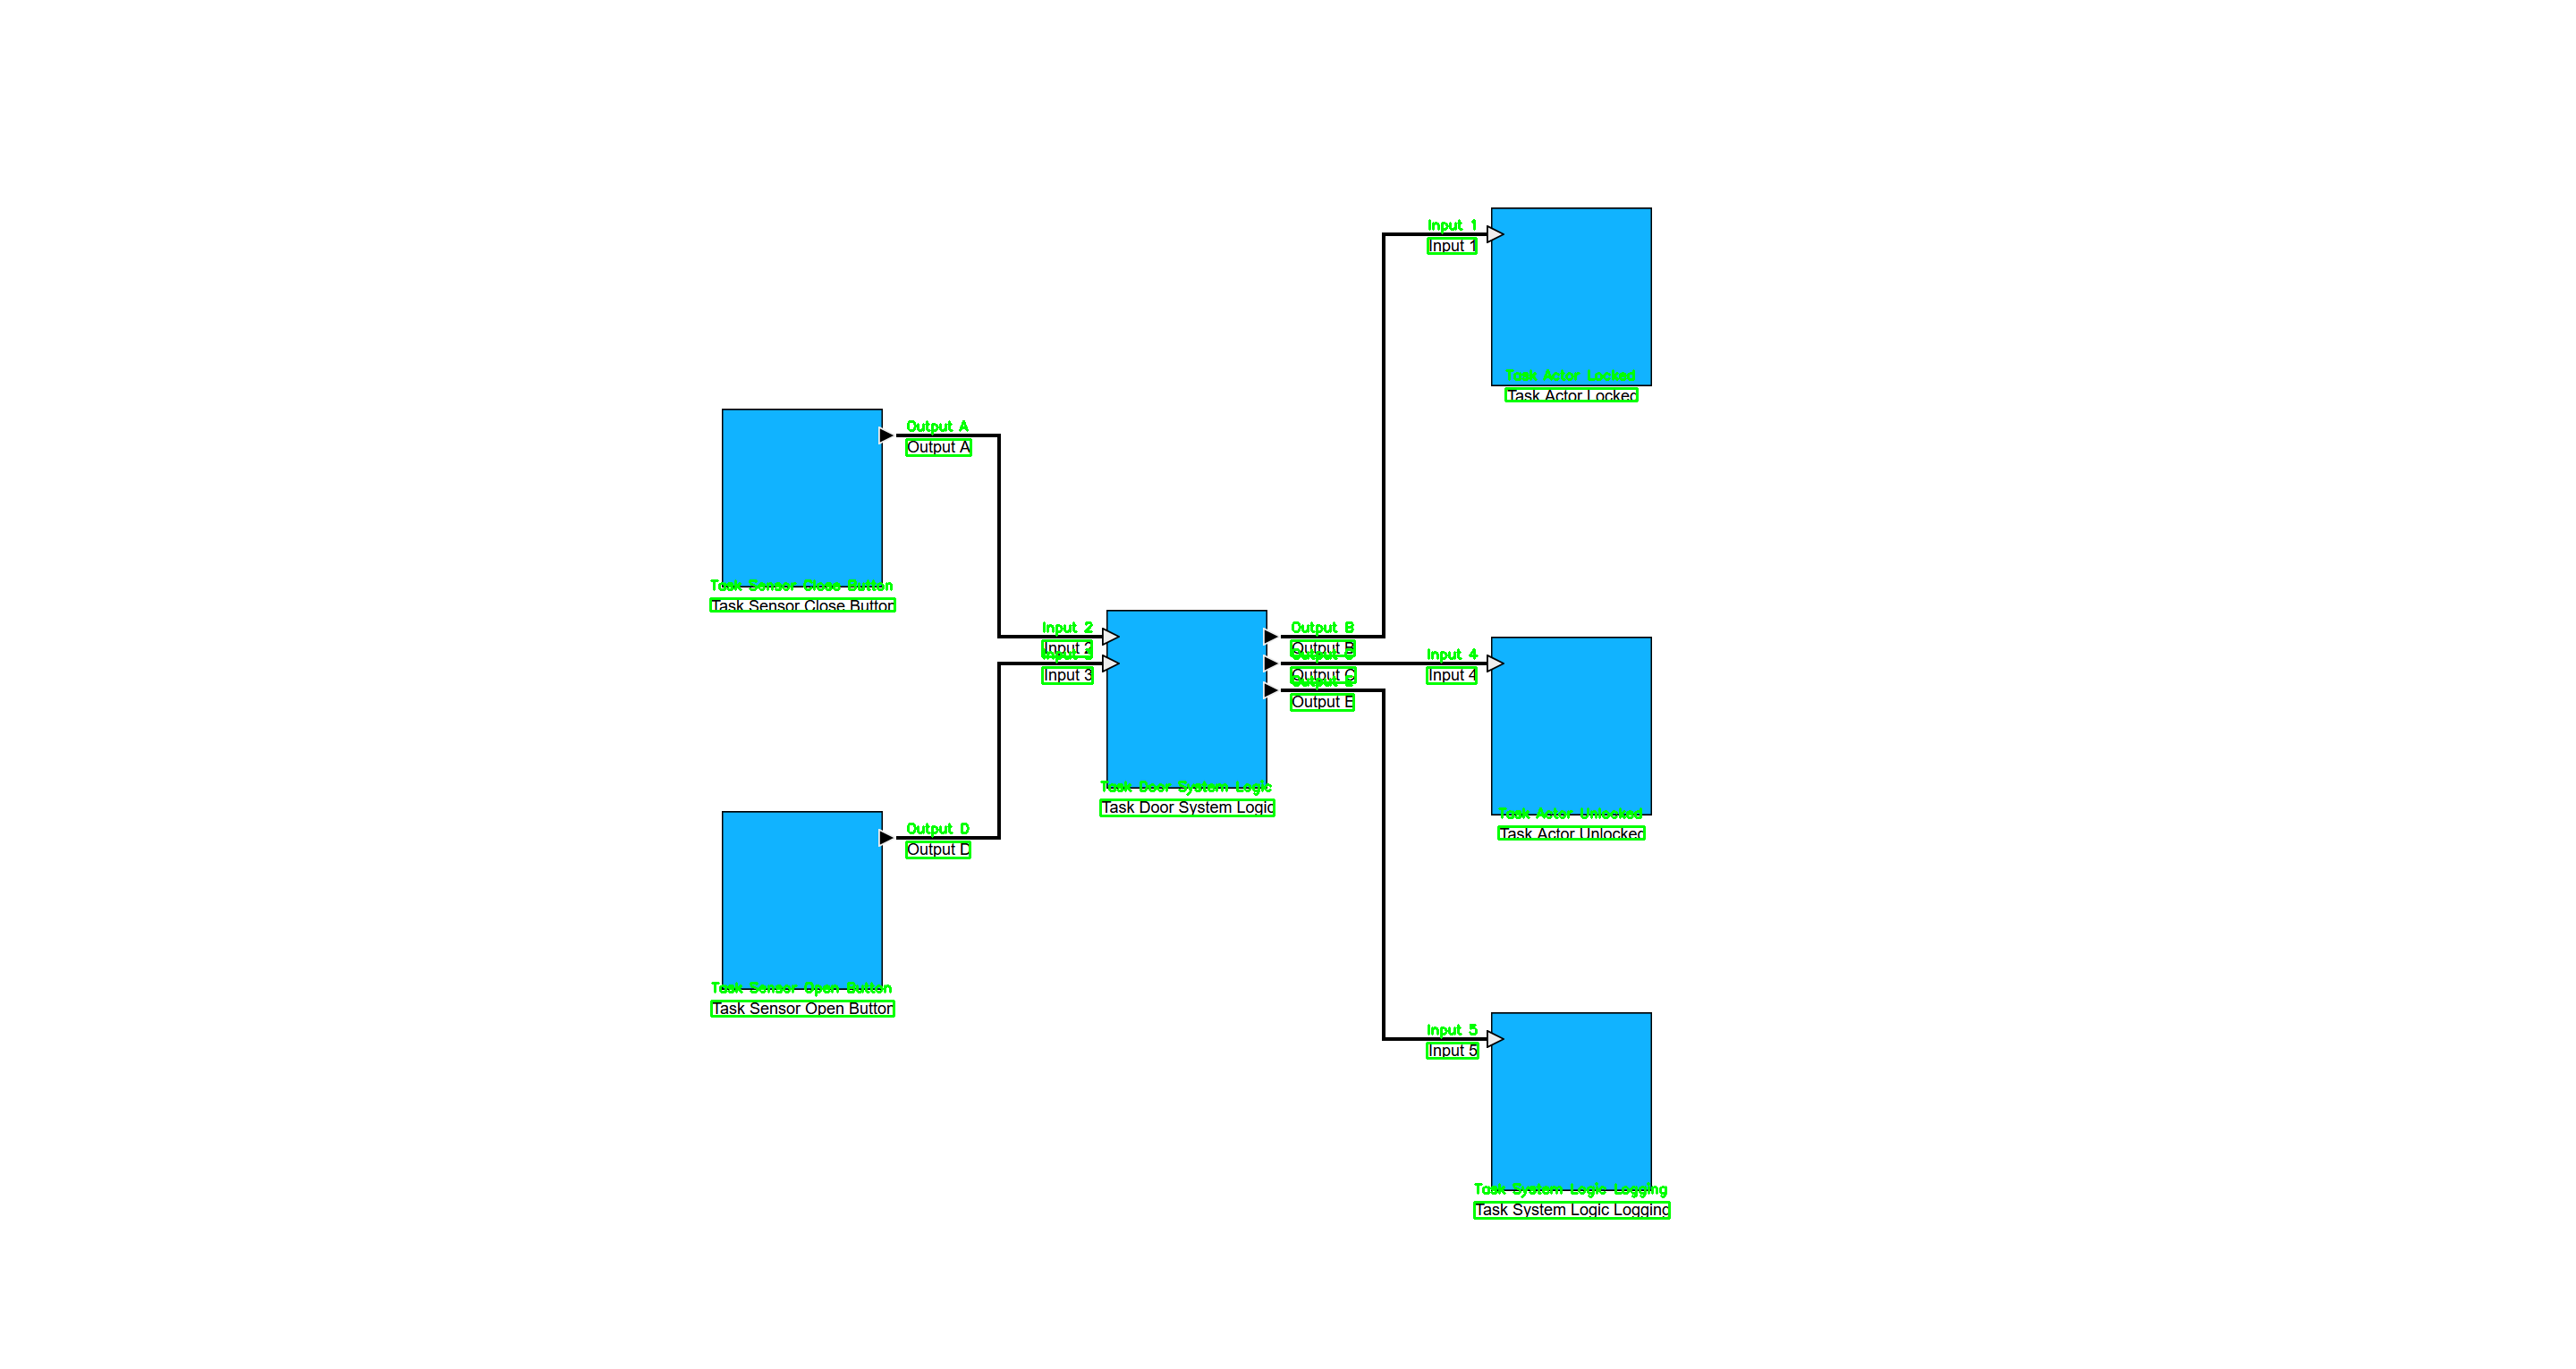 Input 1
Input 1
Task Actor Locked
Task Actor Locked
Output A
Output A
Task Sensor Close Button
Task Sensor Close Button
Input 2
Input 2
Input 3
Input 3
Output B
Output B
Output C
Output C
Output E
Output E
Input 4
Input 4
Task Door System Logic
Task Door System Logic
Task Actor Unlocked
Task Actor Unlocked
Output D
Output D
Task Sensor Open Button
Task Sensor Open Button
Input 5
Input 5
Task System Logic Logging
Task System Logic Logging